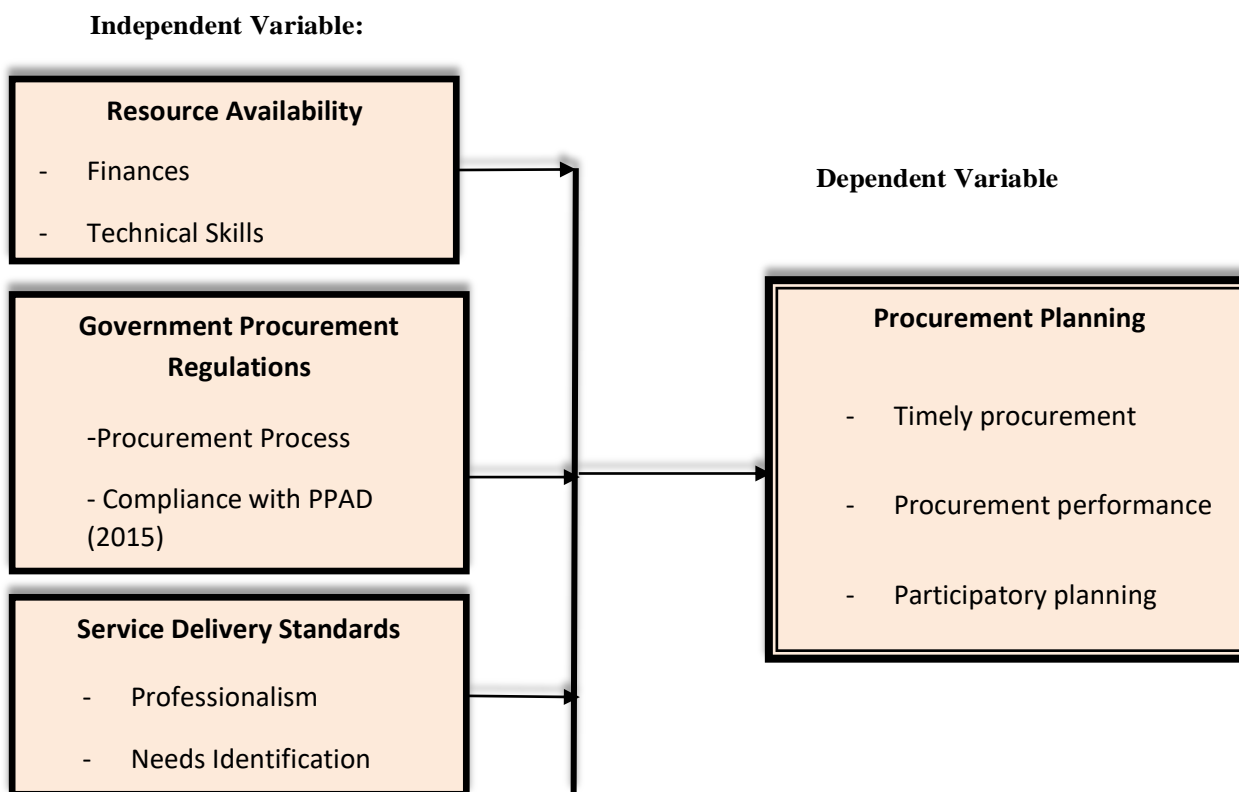 Independent Variable:
Resource Availability
- Finances
- Technical Skills
Government Procurement
Regulations
-Procurement Process
- Compliance with PPAD
(2015)
Service Delivery Standards
- Professionalism
- Needs Identification
Dependent Variable
Procurement Planning
- Timely procurement
- Procurement performance
- Participatory planning